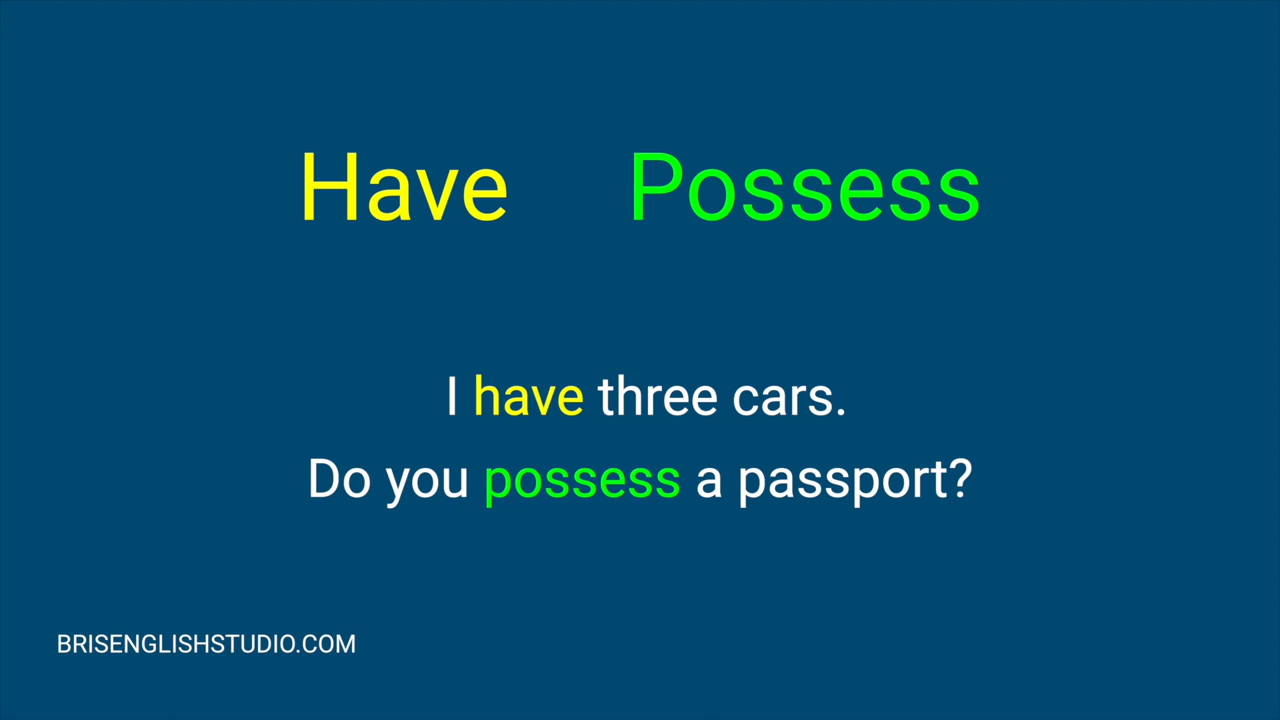 Have Possess
I have three cars.
Do you possess a passport?
BRISENGLISHSTUDIO.COM